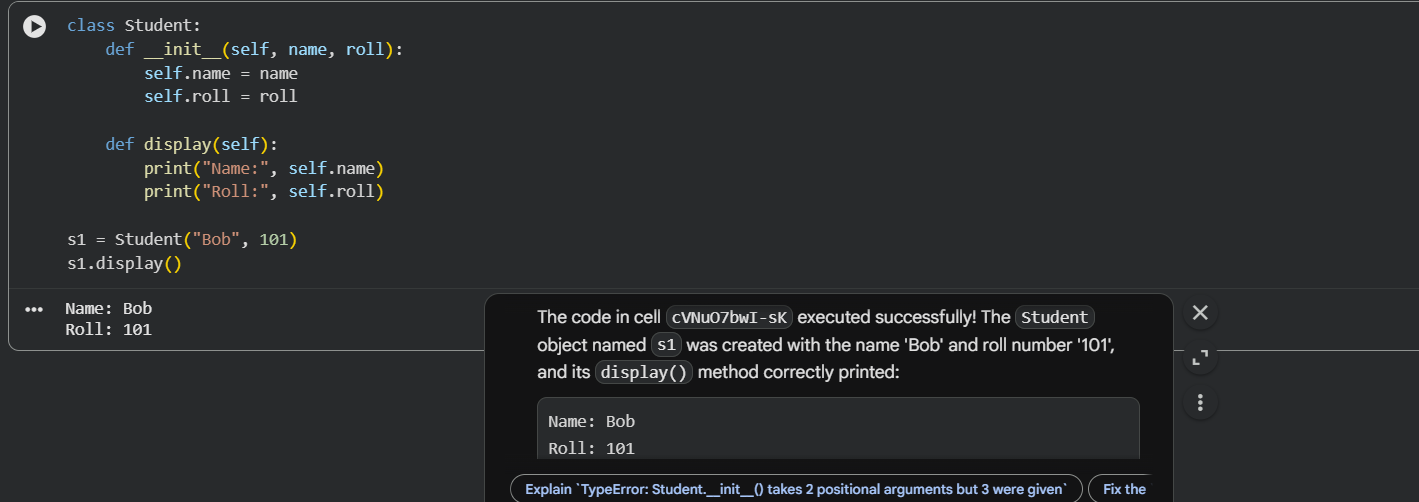 class Student:
    def __init__(self, name, roll):
        self.name = name
        self.roll = roll

    def display(self):
        print("Name:", self.name)
        print("Roll:", self.roll)

s1 = Student("Bob", 101)
s1.display()
Name: Bob
Roll: 101
The code in cell cVNuO7bwI-sK executed successfully! The Student
object named s1 was created with the name 'Bob' and roll number '101',
and its display() method correctly printed:
Name: Bob
Roll: 101
Explain `TypeError: Student.__init__() takes 2 positional arguments but 3 were given`
Fix the